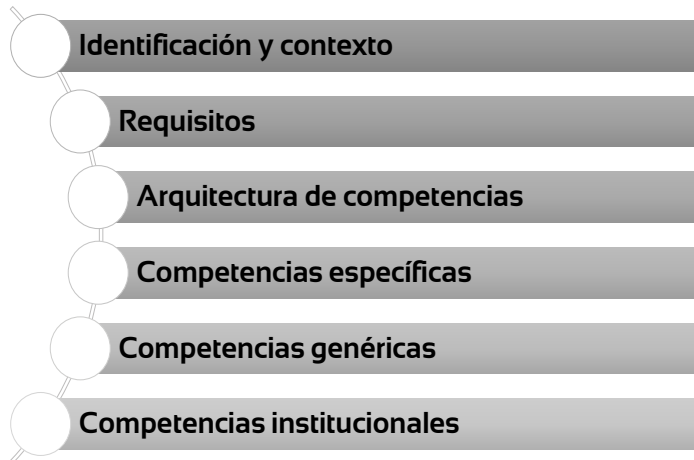 Identificación y contexto
Requisitos
Arquitectura de competencias
Competencias específicas
Competencias genéricas
Competencias institucionales